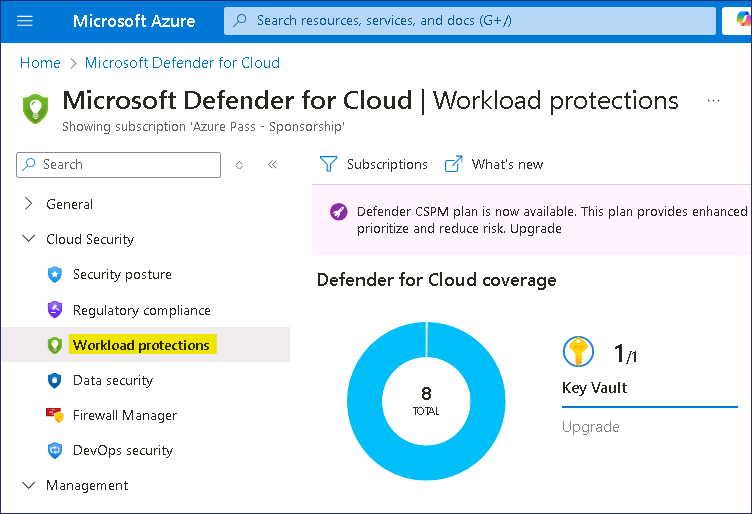 Microsoft Azure
Search resources, services, and docs (G+/)
Home > Microsoft Defender for Cloud
Microsoft Defender for Cloud | Workload protections ...
Showing subscription 'Azure Pass - Sponsorship'
Search
Subscriptions
What's new
General
Cloud Security
Security posture
Regulatory compliance
Workload protections
Data security
Firewall Manager
DevOps security
Management
Defender CSPM plan is now available. This plan provides enhanced
prioritize and reduce risk. Upgrade
Defender for Cloud coverage
8
TOTAL
1/1
Key Vault
Upgrade